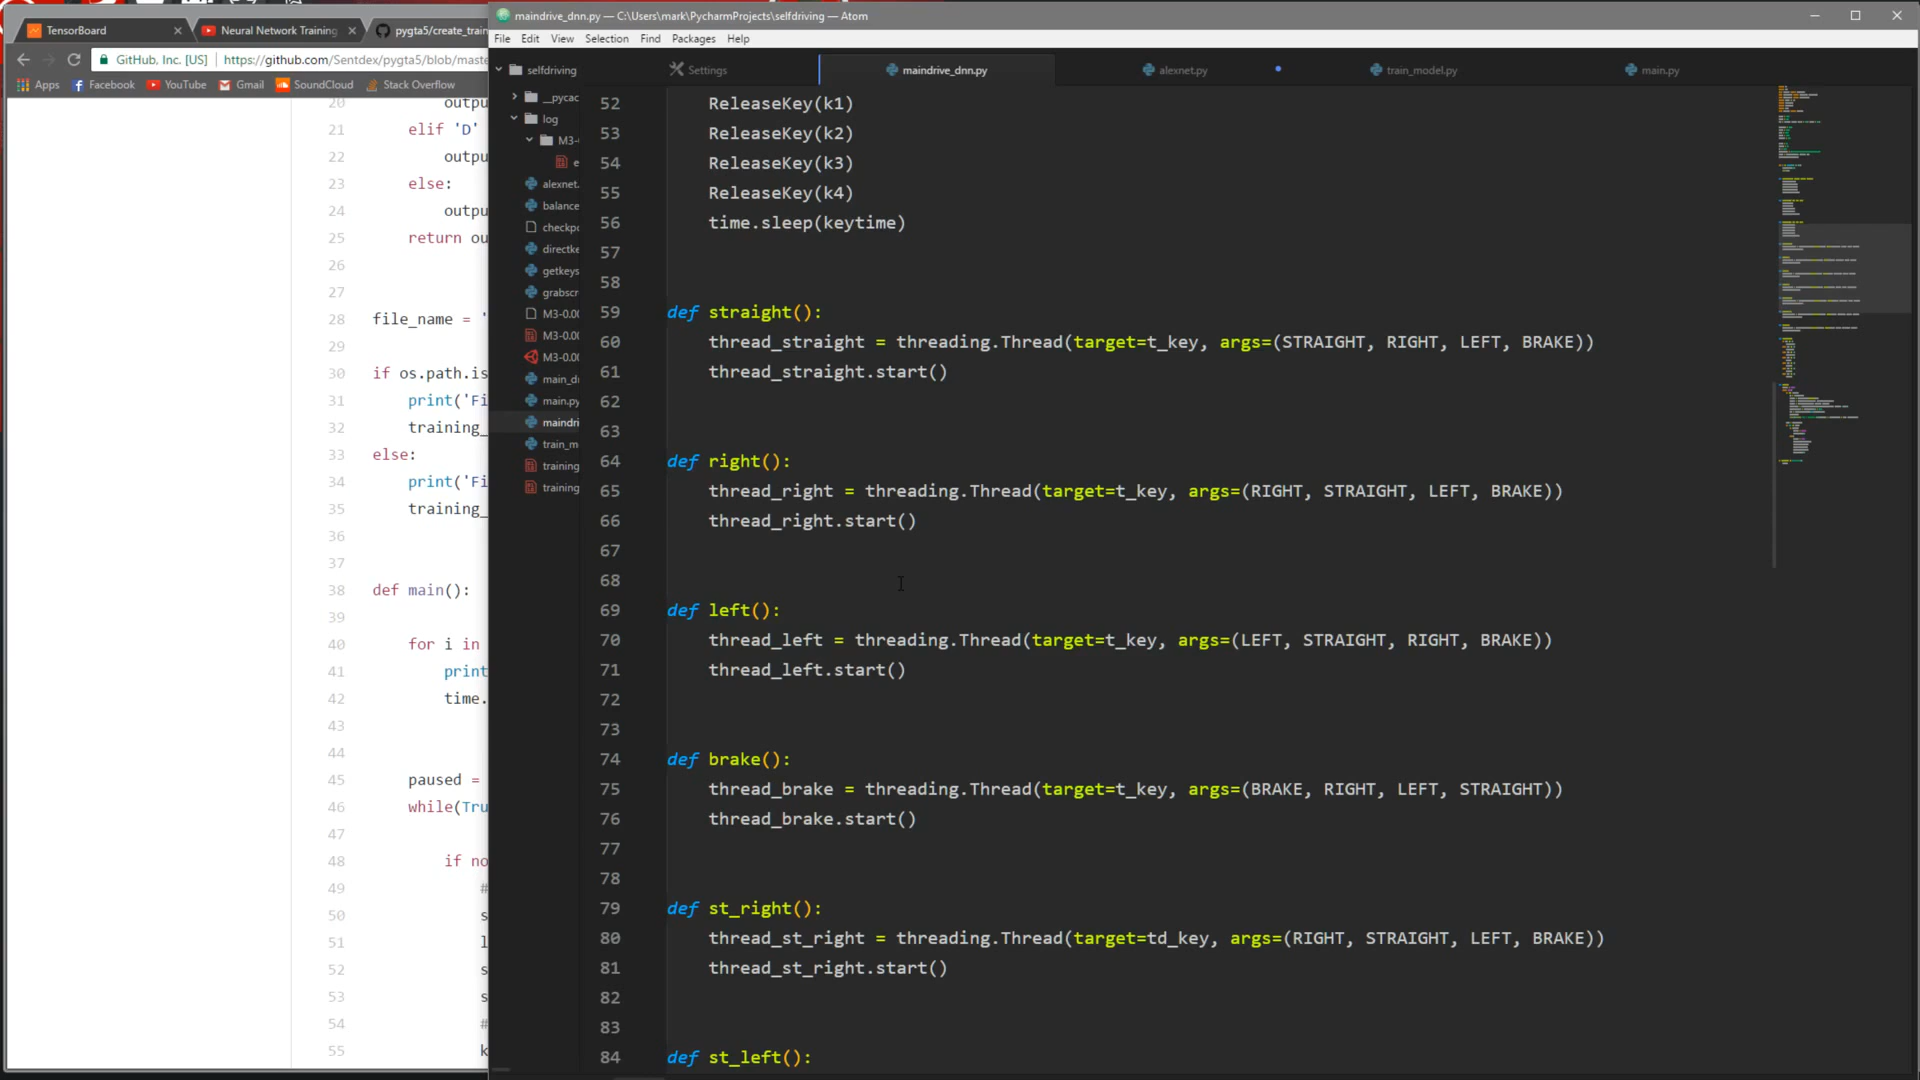 TensorBoard
Neural Network Training
pygta5/create_train
GitHub, Inc. [US]
https://github.com/Sentdex/pygta5/blob/maste
Apps
Facebook
YouTube
Gmail
SoundCloud
Stack Overflow
20 outpu
21 elif 'D'
22 outpu
23 else:
24 outpu
25 return ou
26
27
28 file_name = '
29
30 if os.path.is
31 print('Fi
32 training_
33 else:
34 print('Fi
35 training_
36
37
38 def main():
39
40 for i in
41 print
42 time.
43
44
45 paused =
46 while(Tru
47
48 if no
49 #
50 s
51 l
52 s
53 s
54 #
55 k
maindrive_dnn.py — C:\Users\mark\PycharmProjects\selfdriving — Atom
File Edit View Selection Find Packages Help
selfdriving
__pycac
log
M3-
e
alexnet.
balance
checkpo
directke
getkeys
grabscr
M3-0.00
M3-0.00
M3-0.00
main_d
main.py
maindri
train_m
training
training
Settings
maindrive_dnn.py
alexnet.py
train_model.py
main.py
52 ReleaseKey(k1)
53 ReleaseKey(k2)
54 ReleaseKey(k3)
55 ReleaseKey(k4)
56 time.sleep(keytime)
57
58
59 def straight():
60 thread_straight = threading.Thread(target=t_key, args=(STRAIGHT, RIGHT, LEFT, BRAKE))
61 thread_straight.start()
62
63
64 def right():
65 thread_right = threading.Thread(target=t_key, args=(RIGHT, STRAIGHT, LEFT, BRAKE))
66 thread_right.start()
67
68
69 def left():
70 thread_left = threading.Thread(target=t_key, args=(LEFT, STRAIGHT, RIGHT, BRAKE))
71 thread_left.start()
72
73
74 def brake():
75 thread_brake = threading.Thread(target=t_key, args=(BRAKE, RIGHT, LEFT, STRAIGHT))
76 thread_brake.start()
77
78
79 def st_right():
80 thread_st_right = threading.Thread(target=td_key, args=(RIGHT, STRAIGHT, LEFT, BRAKE))
81 thread_st_right.start()
82
83
84 def st_left():